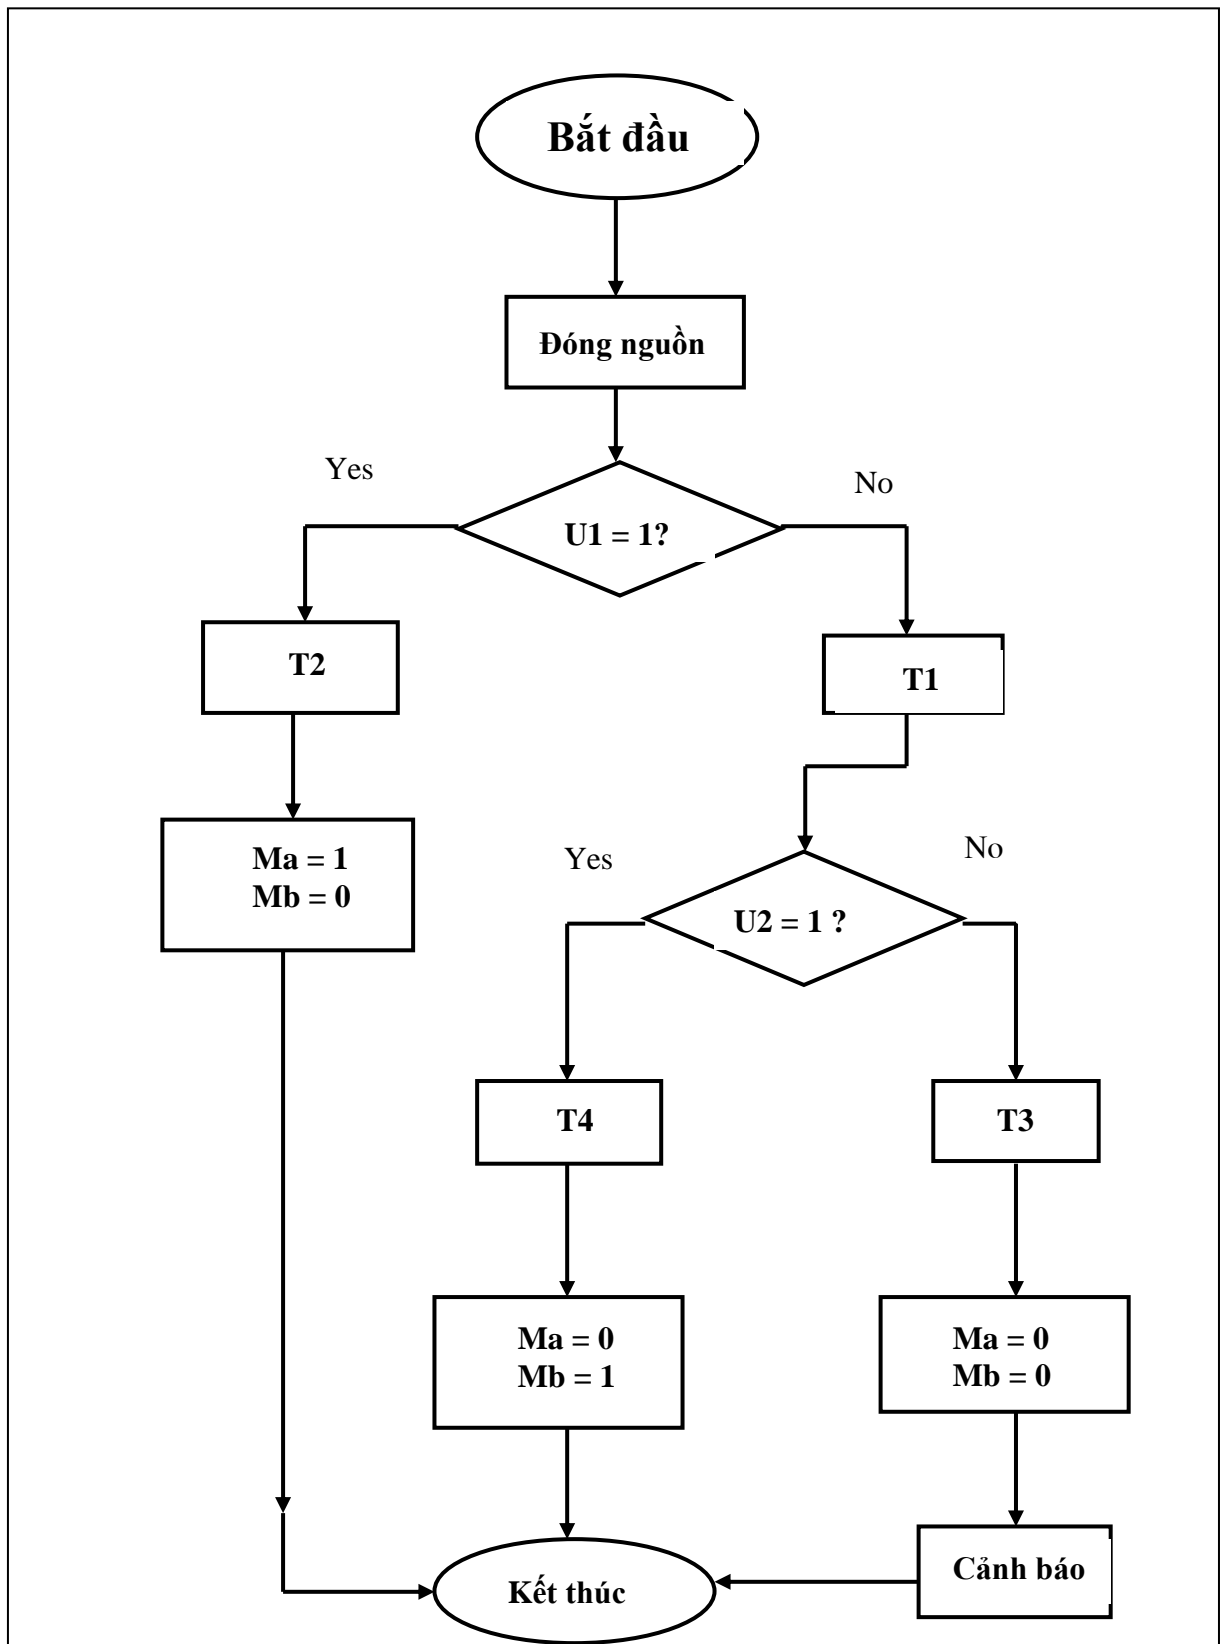 Bắt đầu
Đóng nguồn
Yes
No
U1 = 1?
T2
T1
Ma = 1
Mb = 0
Yes
No
U2 = 1 ?
T4
T3
Ma = 0
Mb = 1
Ma = 0
Mb = 0
Cảnh báo
Kết thúc